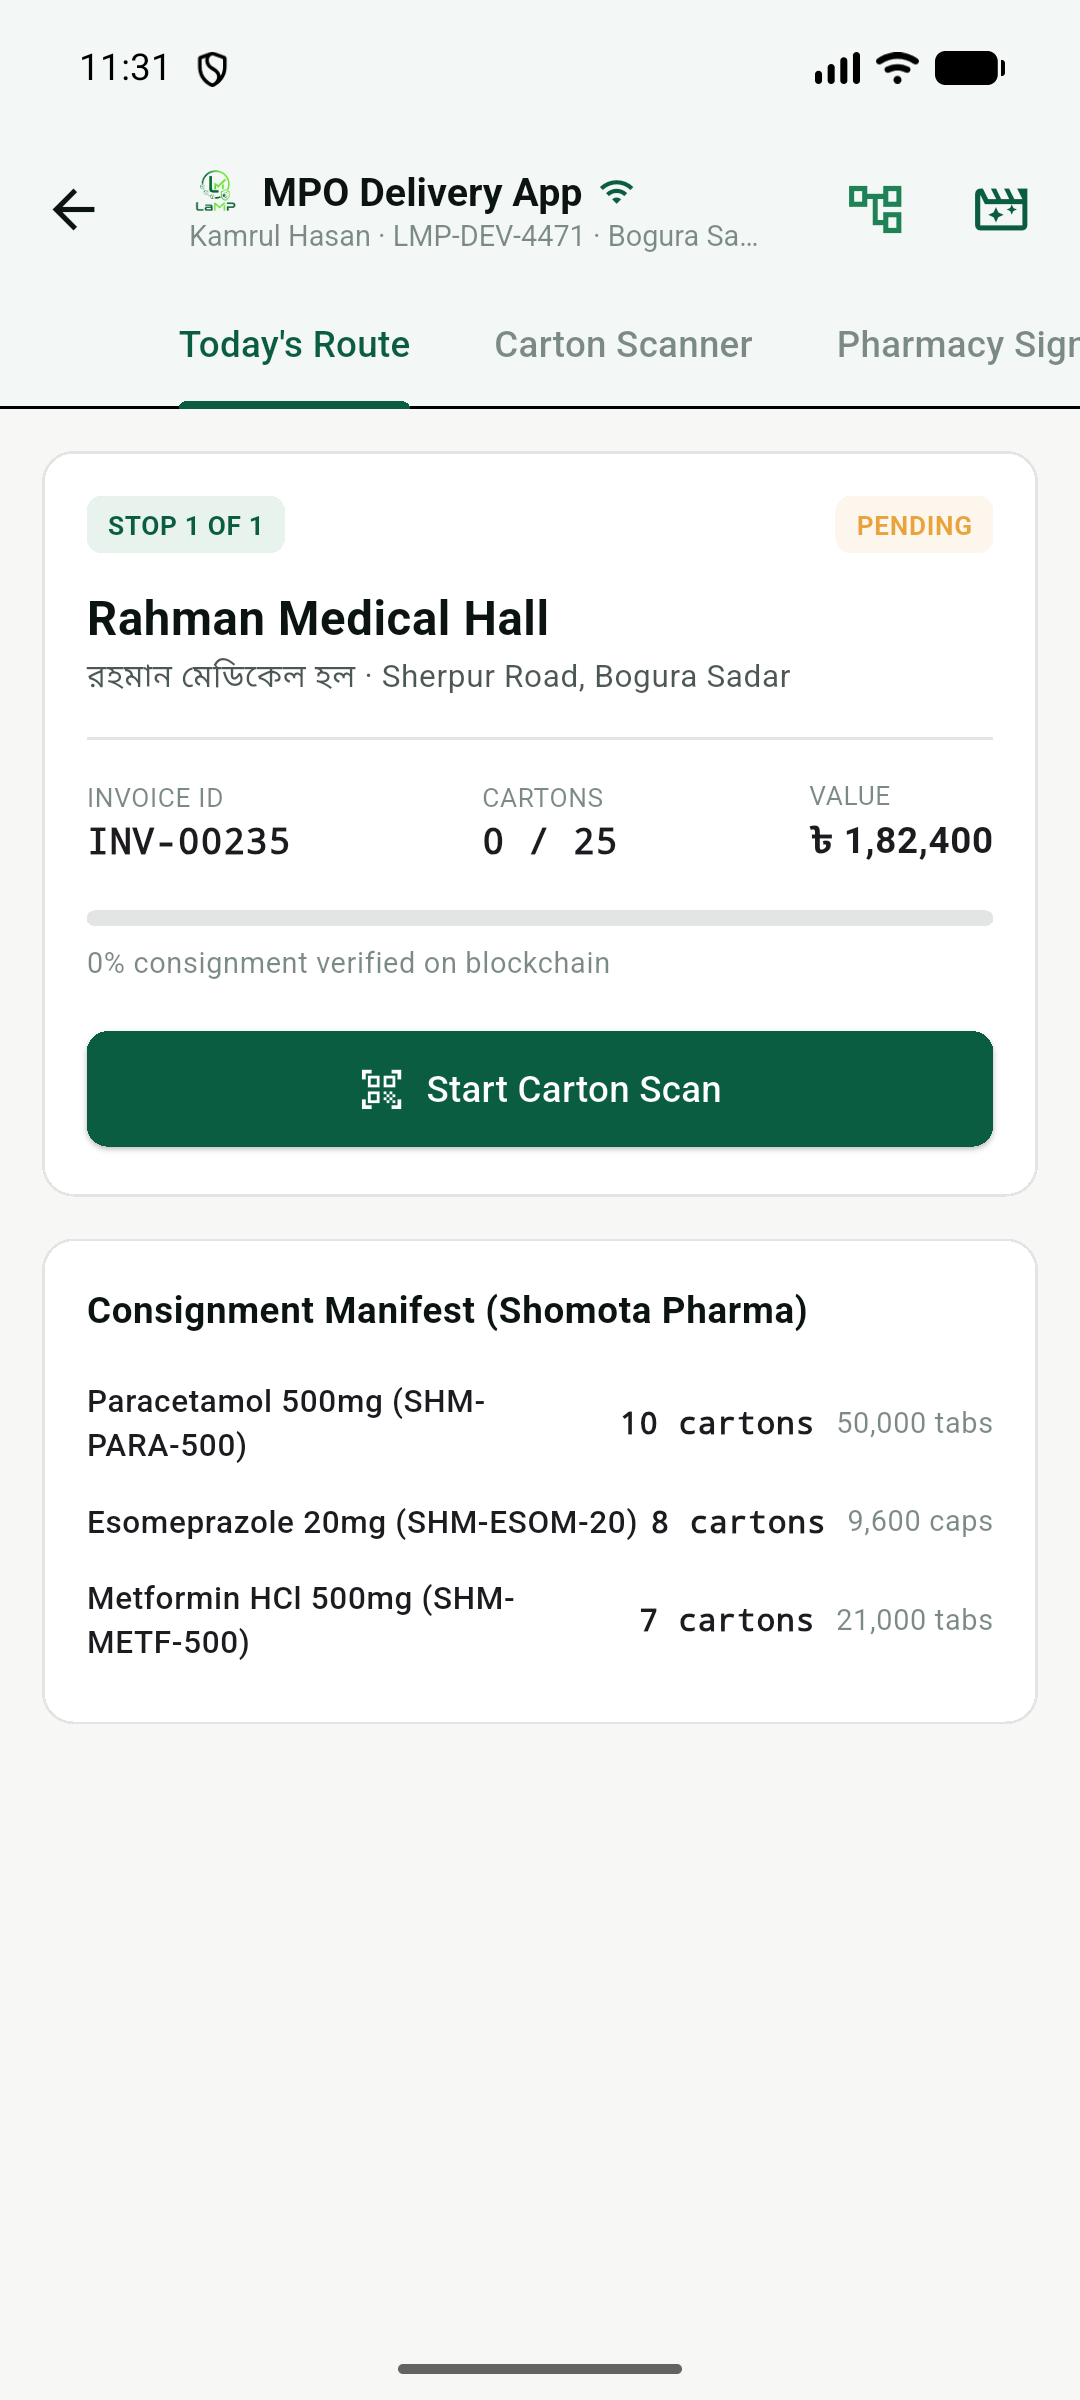 11:31
LM
LaMP
MPO Delivery App
Kamrul Hasan · LMP-DEV-4471 · Bogura Sa...
Today's Route
Carton Scanner
Pharmacy Sign
STOP 1 OF 1
PENDING
Rahman Medical Hall
রহমান মেডিকেল হল · Sherpur Road, Bogura Sadar
INVOICE ID
INV-00235
CARTONS
0 / 25
VALUE
৳ 1,82,400
0% consignment verified on blockchain
Start Carton Scan
Consignment Manifest (Shomota Pharma)
Paracetamol 500mg (SHM-
PARA-500)
10 cartons 50,000 tabs
Esomeprazole 20mg (SHM-ESOM-20) 8 cartons 9,600 caps
Metformin HCl 500mg (SHM-
METF-500)
7 cartons 21,000 tabs